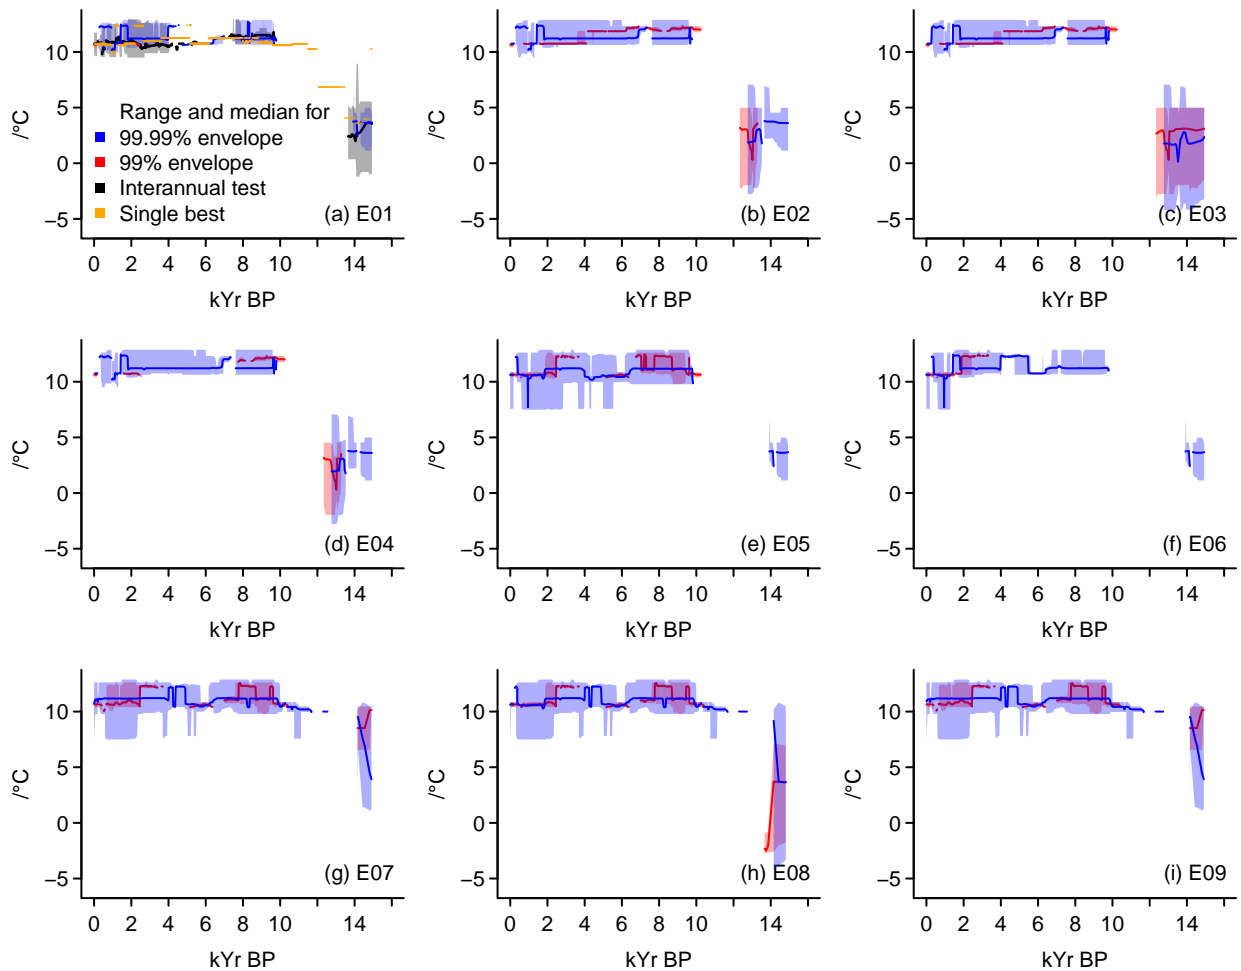 10
5
0
−5
/°C
Range and median for
99.99% envelope
99% envelope
Interannual test
Single best
(a) E01
0 2 4 6 8 10 14
kYr BP
10
5
0
−5
/°C
(b) E02
0 2 4 6 8 10 14
kYr BP
10
5
0
−5
/°C
(c) E03
0 2 4 6 8 10 14
kYr BP
10
5
0
−5
/°C
(d) E04
0 2 4 6 8 10 14
kYr BP
10
5
0
−5
/°C
(e) E05
0 2 4 6 8 10 14
kYr BP
10
5
0
−5
/°C
(f) E06
0 2 4 6 8 10 14
kYr BP
10
5
0
−5
/°C
(g) E07
0 2 4 6 8 10 14
kYr BP
10
5
0
−5
/°C
(h) E08
0 2 4 6 8 10 14
kYr BP
10
5
0
−5
/°C
(i) E09
0 2 4 6 8 10 14
kYr BP